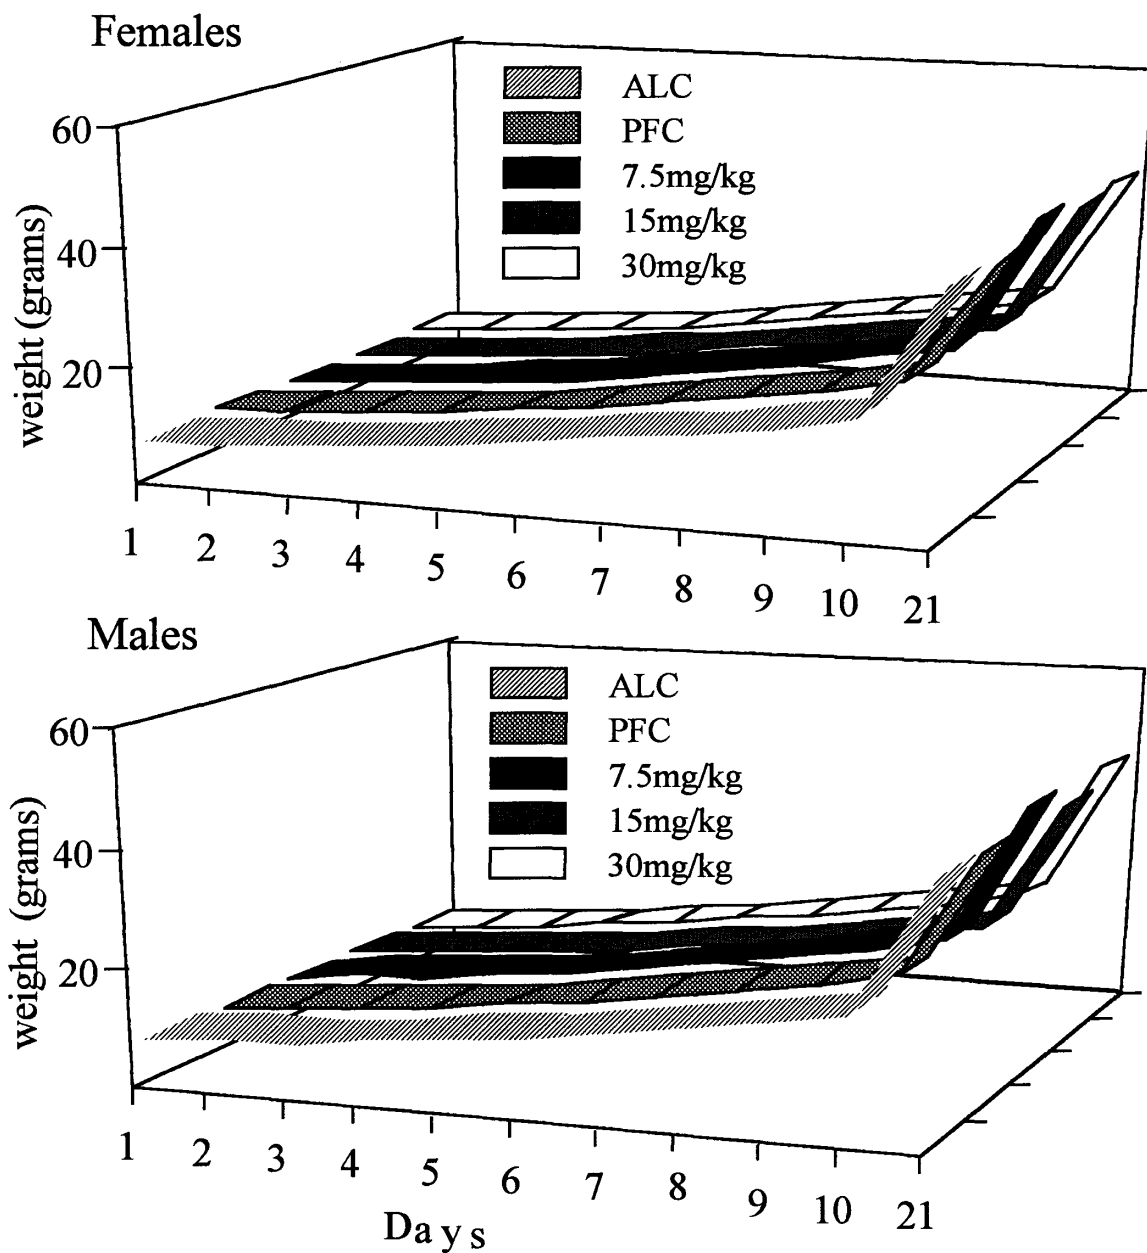 Females
ALC
PFC
7.5mg/kg
15mg/kg
30mg/kg
60
40
20
weight (grams)
1 2 3 4 5 6 7 8 9 10 21
Males
ALC
PFC
7.5mg/kg
15mg/kg
30mg/kg
60
40
20
weight (grams)
1 2 3 4 5 6 7 8 9 10 21
Days